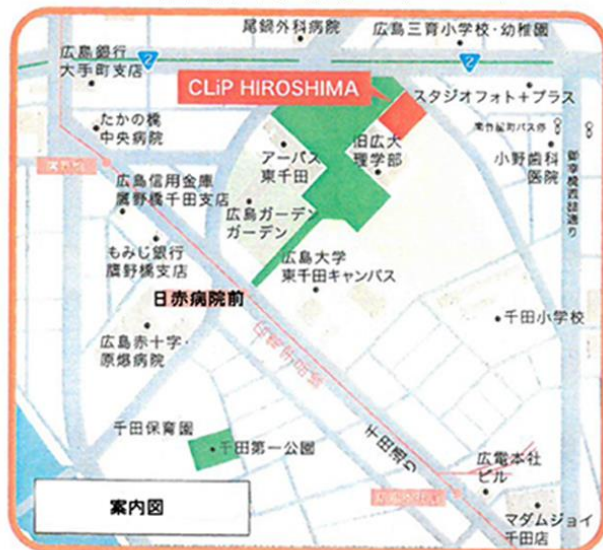 尾鍋外科病院
広島三育小学校・幼稚園
広島銀行
大手町支店
2
2
CLiP HIROSHIMA
スタジオフォト+プラス
たかの橋
中央病院
アーバス
東千田
旧広大
理学部
小野歯科
医院
広島信用金庫
鷹野橋千田支店
広島ガーデン
ガーデン
もみじ銀行
鷹野橋支店
広島大学
東千田キャンパス
日赤病院前
千田小学校
広島赤十字・
原爆病院
千田保育園
千田第一公園
千田通り
広電本社
ビル
マダムジョイ
千田店
案内図